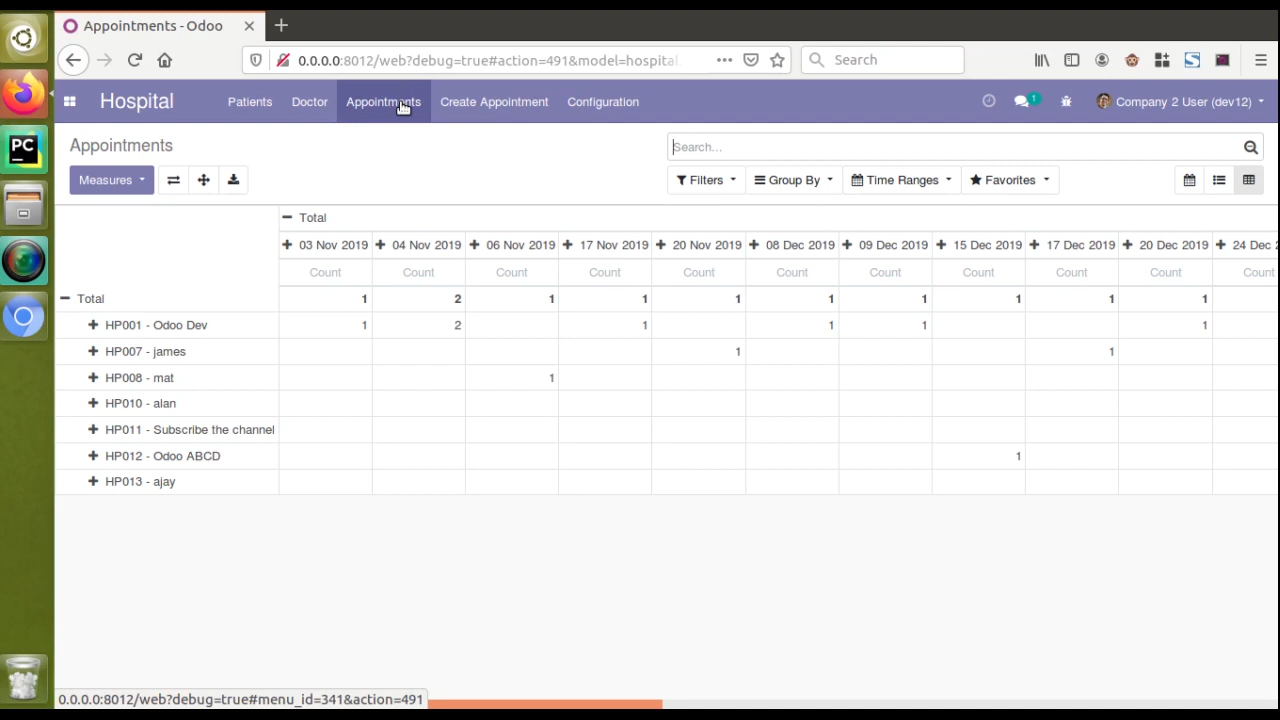 Appointments - Odoo
0.0.0.0:8012/web?debug=true#action=491&model=hospital.
Search
PC
Hospital
Patients
Doctor
Appointments
Create Appointment
Configuration
1
Company 2 User (dev12)
Appointments
Search...
Measures
Filters
Group By
Time Ranges
Favorites
Total
03 Nov 2019 04 Nov 2019 06 Nov 2019 17 Nov 2019 20 Nov 2019 08 Dec 2019 09 Dec 2019 15 Dec 2019 17 Dec 2019 20 Dec 2019 24 Dec
Count Count Count Count Count Count Count Count Count Count Count
Total 1 2 1 1 1 1 1 1 1 1
HP001 - Odoo Dev 1 2 1 1 1 1
HP007 - james 1 1
HP008 - mat 1
HP010 - alan
HP011 - Subscribe the channel
HP012 - Odoo ABCD 1
HP013 - ajay
0.0.0.0:8012/web?debug=true#menu_id=341&action=491